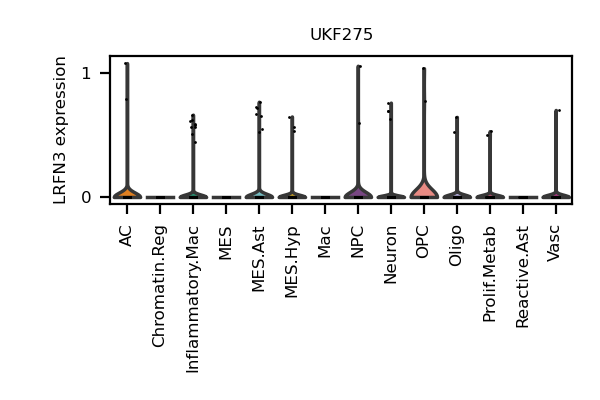 UKF275
LRFN3 expression
1
0
AC
Chromatin.Reg
Inflammatory.Mac
MES
MES.Ast
MES.Hyp
Mac
NPC
Neuron
OPC
Oligo
Prolif.Metab
Reactive.Ast
Vasc